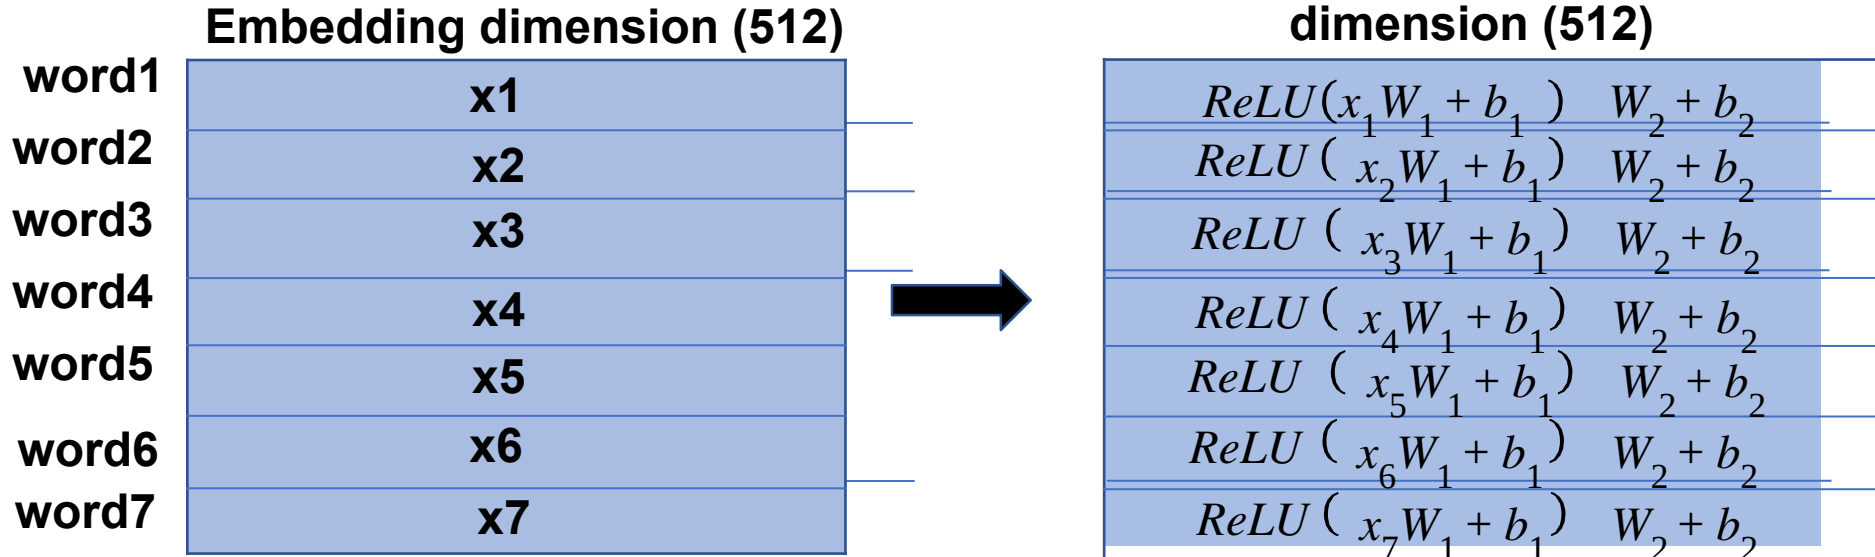 Embedding dimension (512)
word1 x1
word2 x2
word3 x3
word4 x4
word5 x5
word6 x6
word7 x7
dimension (512)
ReLU(x₁W₁ + b₁) W₂ + b₂
ReLU( x₂W₁ + b₁) W₂ + b₂
ReLU( x₃W₁ + b₁) W₂ + b₂
ReLU( x₄W₁ + b₁) W₂ + b₂
ReLU( x₅W₁ + b₁) W₂ + b₂
ReLU( x₆W₁ + b₁) W₂ + b₂
ReLU( x₇W₁ + b₁) W₂ + b₂